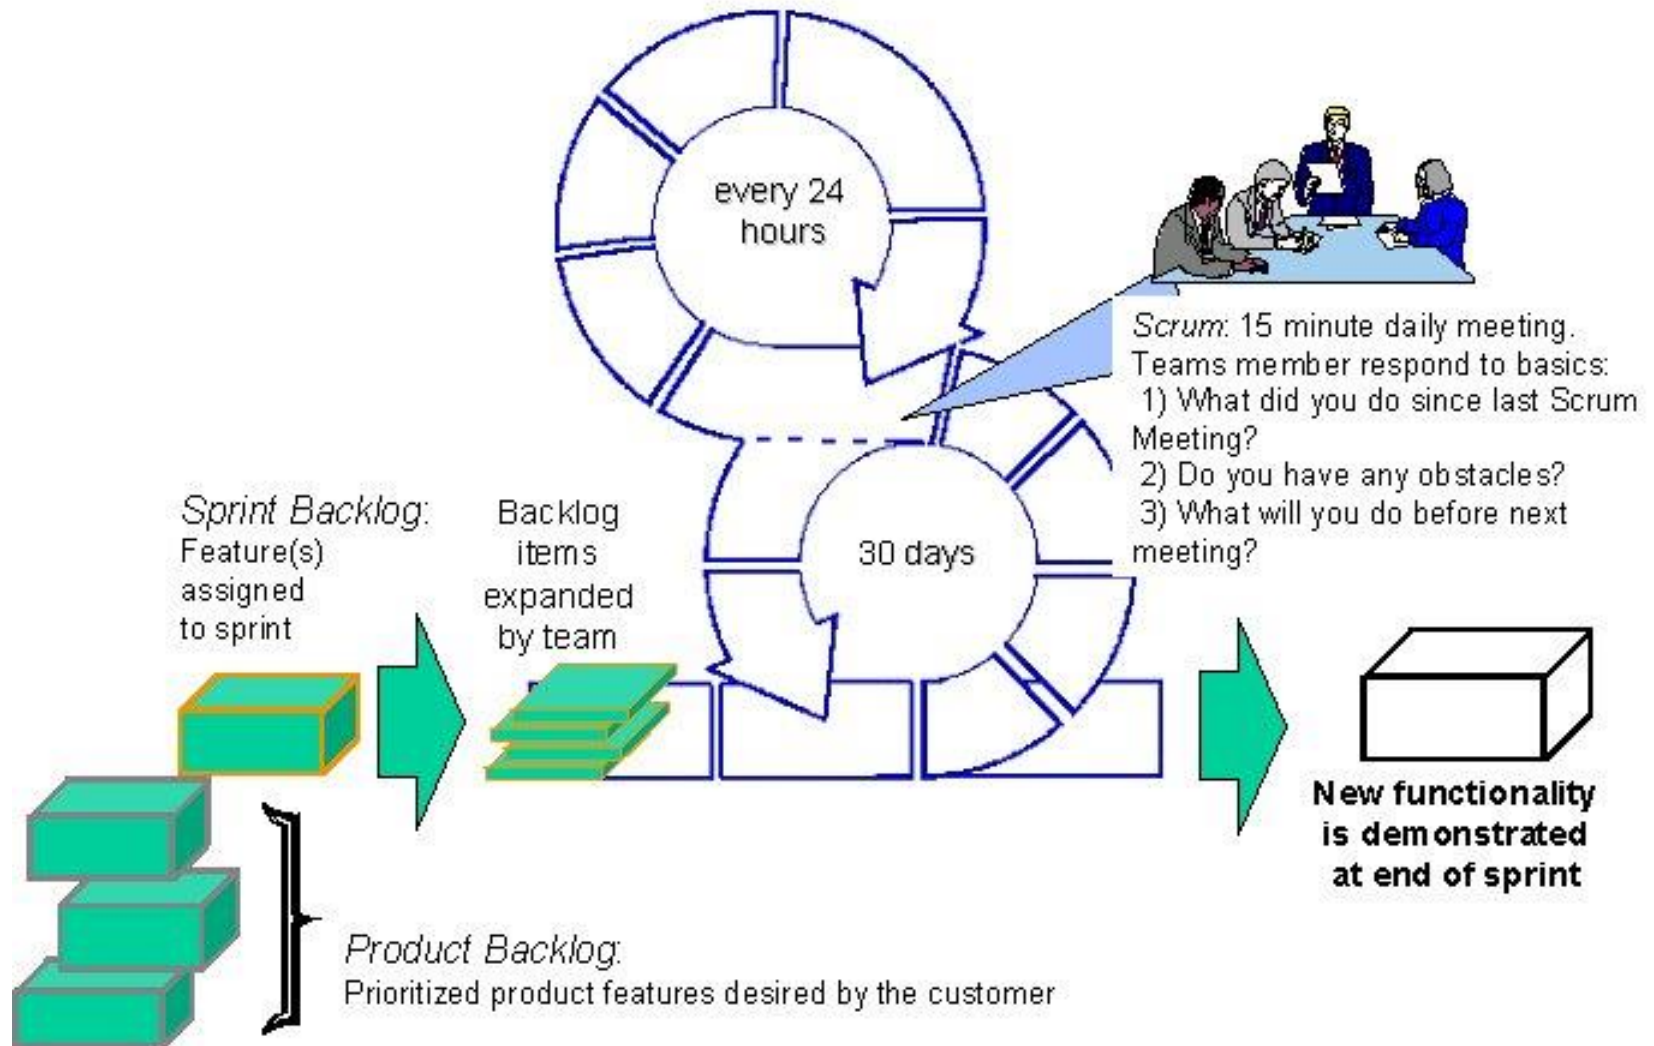 every 24
hours
Scrum: 15 minute daily meeting.
Teams member respond to basics:
1) What did you do since last Scrum
Meeting?
2) Do you have any obstacles?
3) What will you do before next
meeting?
Sprint Backlog:
Feature(s)
assigned
to sprint
Backlog
items
expanded
by team
30 days
New functionality
is demonstrated
at end of sprint
Product Backlog:
Prioritized product features desired by the customer